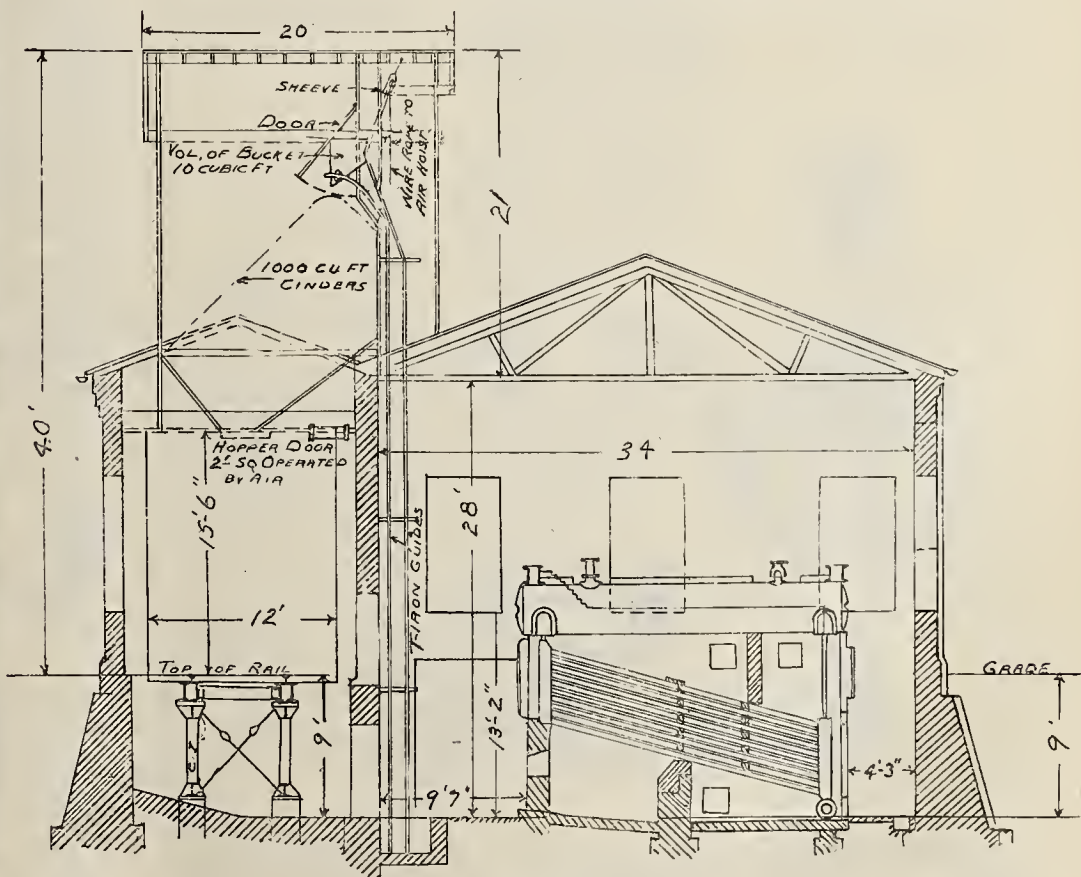 20
SHEEVE
DOOR
VOL. OF BUCKET
10 CUBIC FT
WIRE ROPE TO
AIR HOIST
21
1000 CU FT
CINDERS
40'
HOPPER DOOR
SQ OPERATED
BY AIR
34
15'-6"
28'
T-IRON GUIDES
12'
TOP OF RAIL
GRADE
9'
13'-2"
9'
4'-3"
9'7"